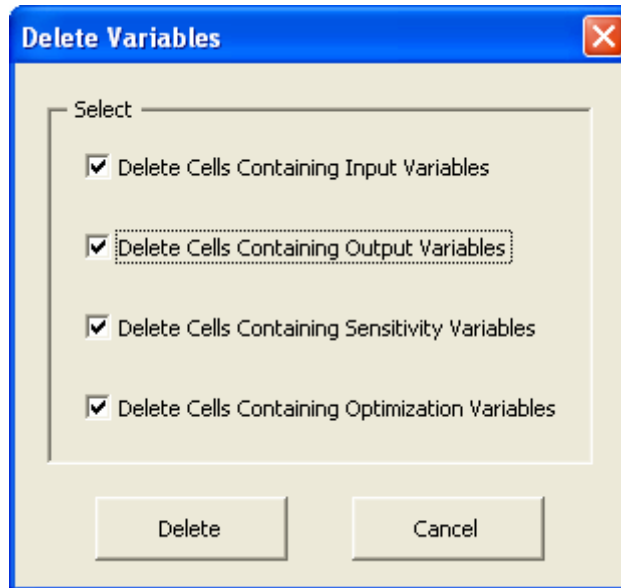 Delete Variables
Select
Delete Cells Containing Input Variables
Delete Cells Containing Output Variables
Delete Cells Containing Sensitivity Variables
Delete Cells Containing Optimization Variables
Delete
Cancel